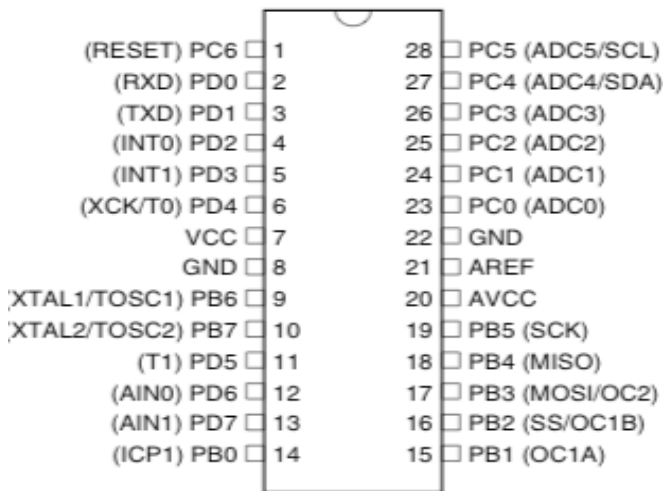 (RESET) PC6 1 28 PC5 (ADC5/SCL)
(RXD) PD0 2 27 PC4 (ADC4/SDA)
(TXD) PD1 3 26 PC3 (ADC3)
(INT0) PD2 4 25 PC2 (ADC2)
(INT1) PD3 5 24 PC1 (ADC1)
(XCK/T0) PD4 6 23 PC0 (ADC0)
VCC 7 22 GND
GND 8 21 AREF
(XTAL1/TOSC1) PB6 9 20 AVCC
(XTAL2/TOSC2) PB7 10 19 PB5 (SCK)
(T1) PD5 11 18 PB4 (MISO)
(AIN0) PD6 12 17 PB3 (MOSI/OC2)
(AIN1) PD7 13 16 PB2 (SS/OC1B)
(ICP1) PB0 14 15 PB1 (OC1A)